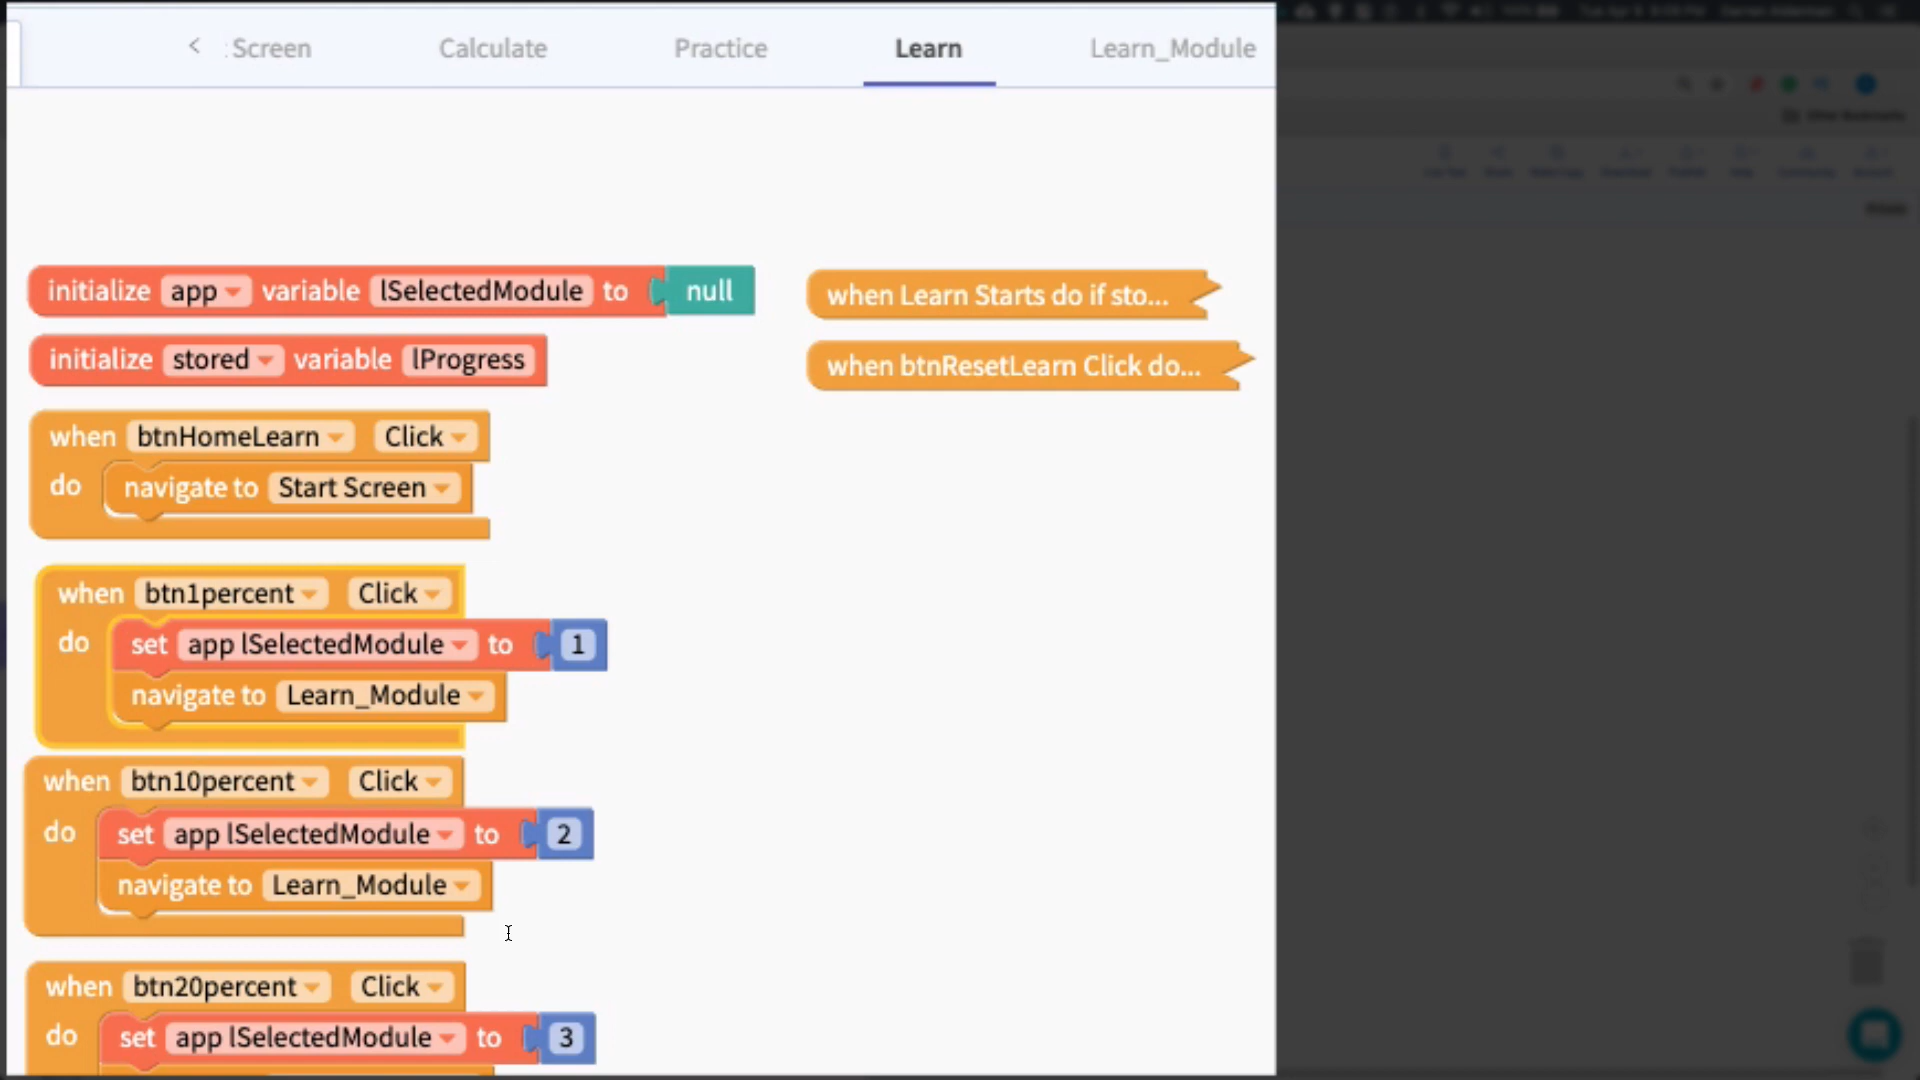 : Screen Calculate Practice Learn Learn_Module
initialize app variable lSelectedModule to null
initialize stored variable lProgress
when btnHomeLearn Click
do navigate to Start Screen
when btn1percent Click
do set app lSelectedModule to 1
navigate to Learn_Module
when btn10percent Click
do set app lSelectedModule to 2
navigate to Learn_Module
when btn20percent Click
do set app lSelectedModule to 3
when Learn Starts do if sto...
when btnResetLearn Click do...